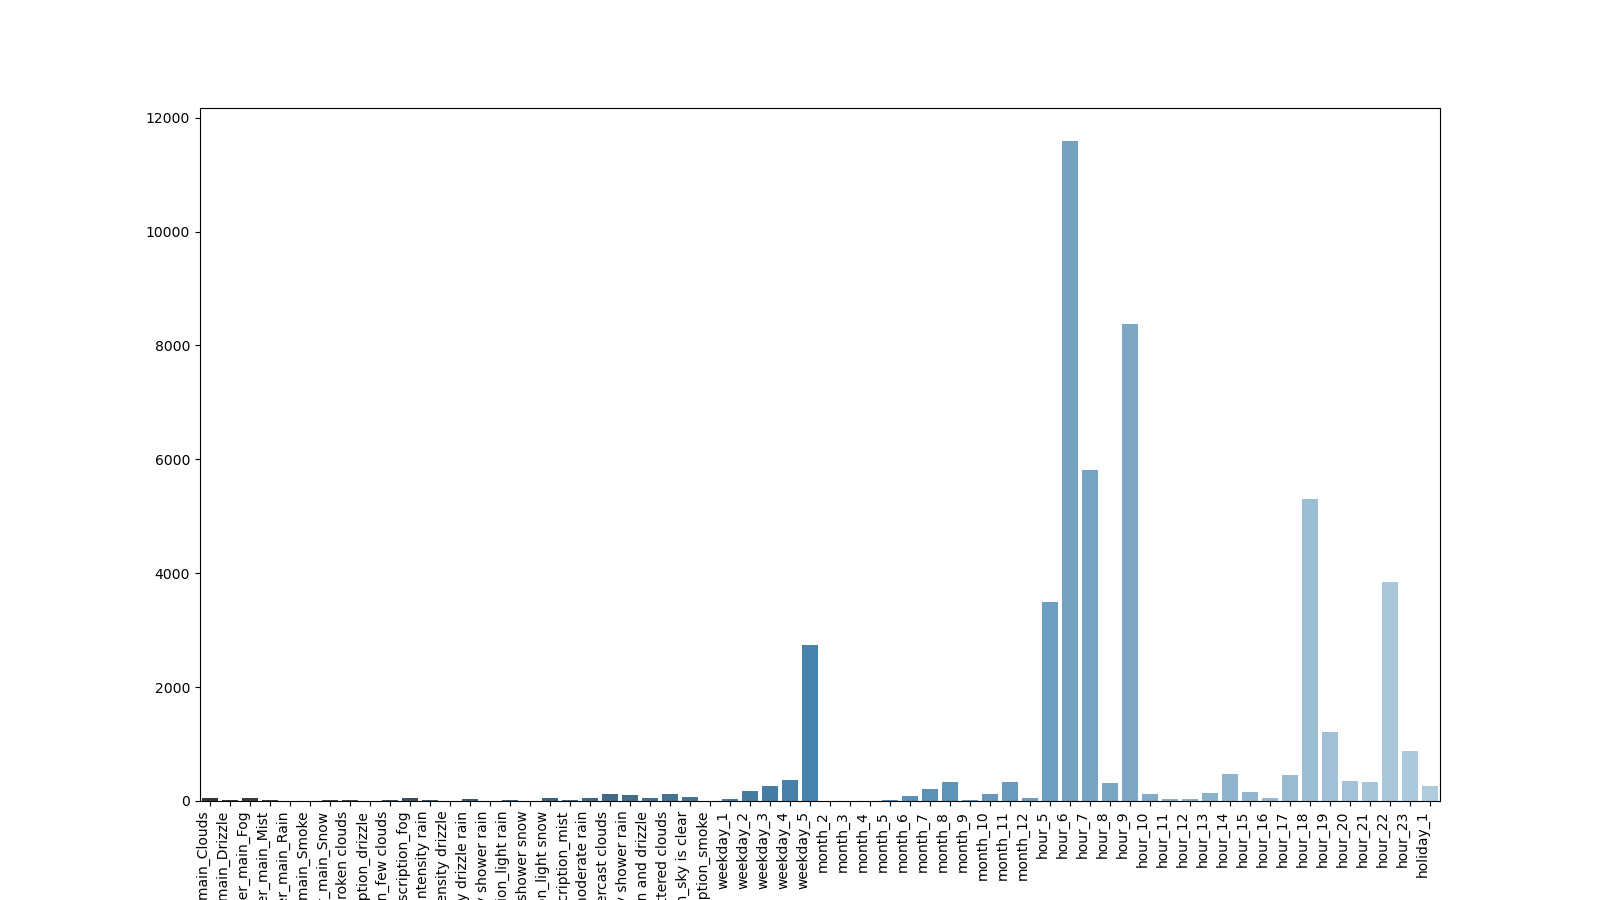 12000
10000
8000
6000
4000
2000
0
main_Clouds
main_Drizzle
er_main_Fog
er_main_Mist
er_main_Rain
main_Smoke
r_main_Snow
roken clouds
ption_drizzle
n_few clouds
scription_fog
ntensity rain
ensity drizzle
y drizzle rain
y shower rain
ion_light rain
shower snow
on_light snow
cription_mist
noderate rain
ercast clouds
y shower rain
n and drizzle
ttered clouds
n_sky is clear
ption_smoke
weekday_1
weekday_2
weekday_3
weekday_4
weekday_5
month_2
month_3
month_4
month_5
month_6
month_7
month_8
month_9
month_10
month_11
month_12
hour_5
hour_6
hour_7
hour_8
hour_9
hour_10
hour_11
hour_12
hour_13
hour_14
hour_15
hour_16
hour_17
hour_18
hour_19
hour_20
hour_21
hour_22
hour_23
holiday_1